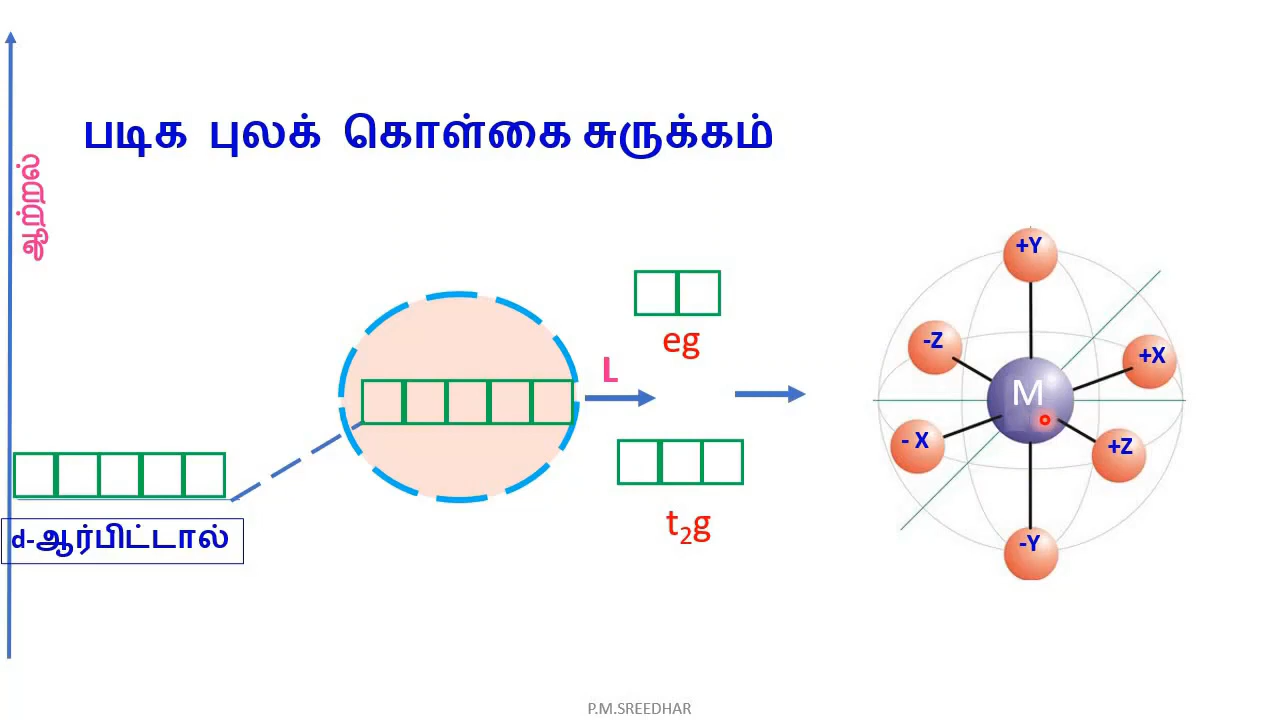 படிக புலக் கொள்கை சுருக்கம்
ஆற்றல்
d-ஆர்பிட்டால்
L
eg
t₂g
+Y
-Z
+X
M
- X
+Z
-Y
P.M.SREEDHAR